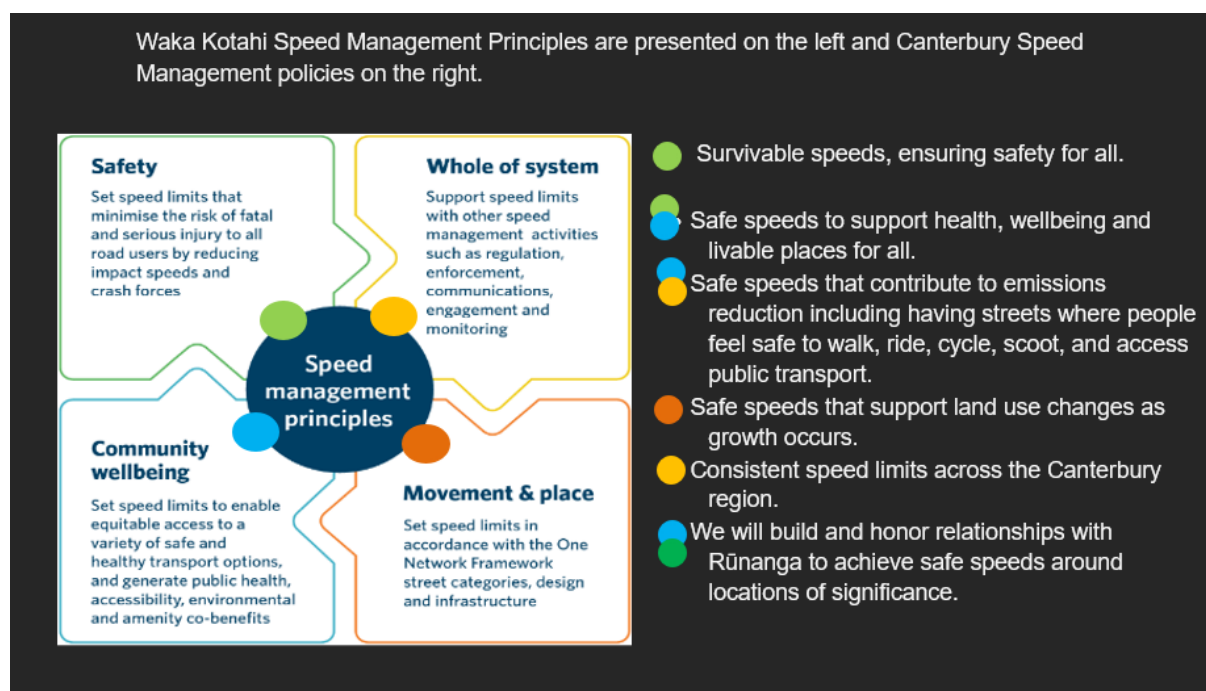 Waka Kotahi Speed Management Principles are presented on the left and Canterbury Speed
Management policies on the right.
Safety
Set speed limits that
minimise the risk of fatal
and serious injury to all
road users by reducing
impact speeds and
crash forces
Whole of system
Support speed limits
with other speed
management activities
such as regulation,
enforcement,
communications,
engagement and
monitoring
Speed
management
principles
Community
wellbeing
Set speed limits to enable
equitable access to a
variety of safe and
healthy transport options,
and generate public health,
accessibility, environmental
and amenity co-benefits
Movement & place
Set speed limits in
accordance with the One
Network Framework
street categories, design
and infrastructure
Survivable speeds, ensuring safety for all.
Safe speeds to support health, wellbeing and
livable places for all.
Safe speeds that contribute to emissions
reduction including having streets where people
feel safe to walk, ride, cycle, scoot, and access
public transport.
Safe speeds that support land use changes as
growth occurs.
Consistent speed limits across the Canterbury
region.
We will build and honor relationships with
Rūnanga to achieve safe speeds around
locations of significance.